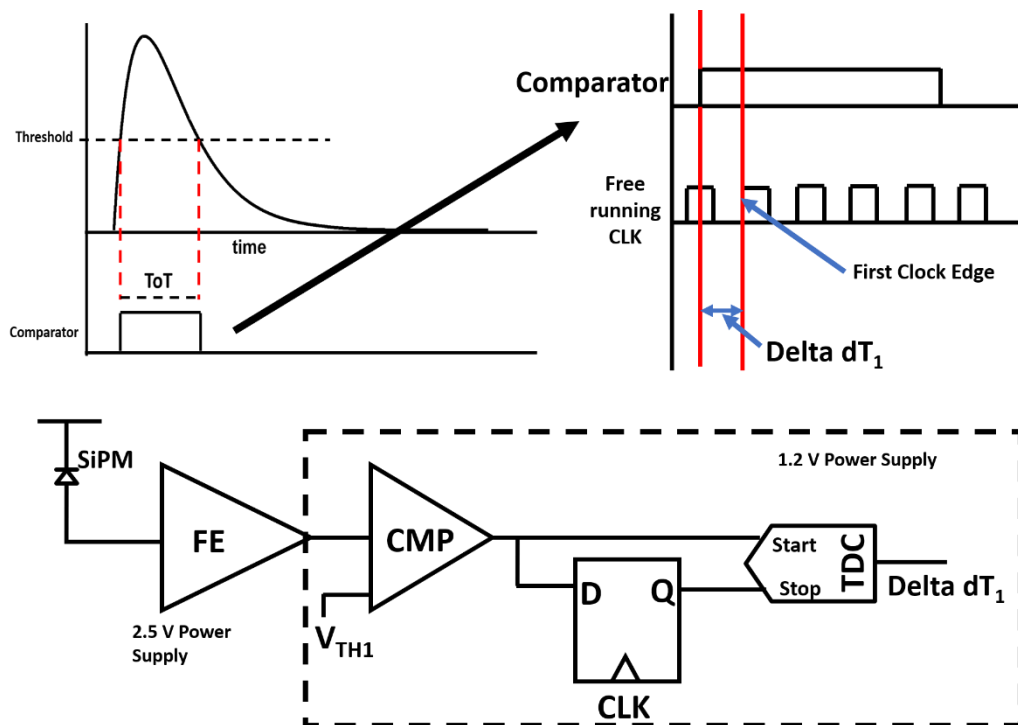 Threshold
time
ToT
Comparator
Comparator
Free
running
CLK
First Clock Edge
Delta dT₁
SiPM
FE
2.5 V Power
Supply
CMP
V_TH1
1.2 V Power Supply
D
Q
CLK
Start
Stop
TDC
Delta dT₁